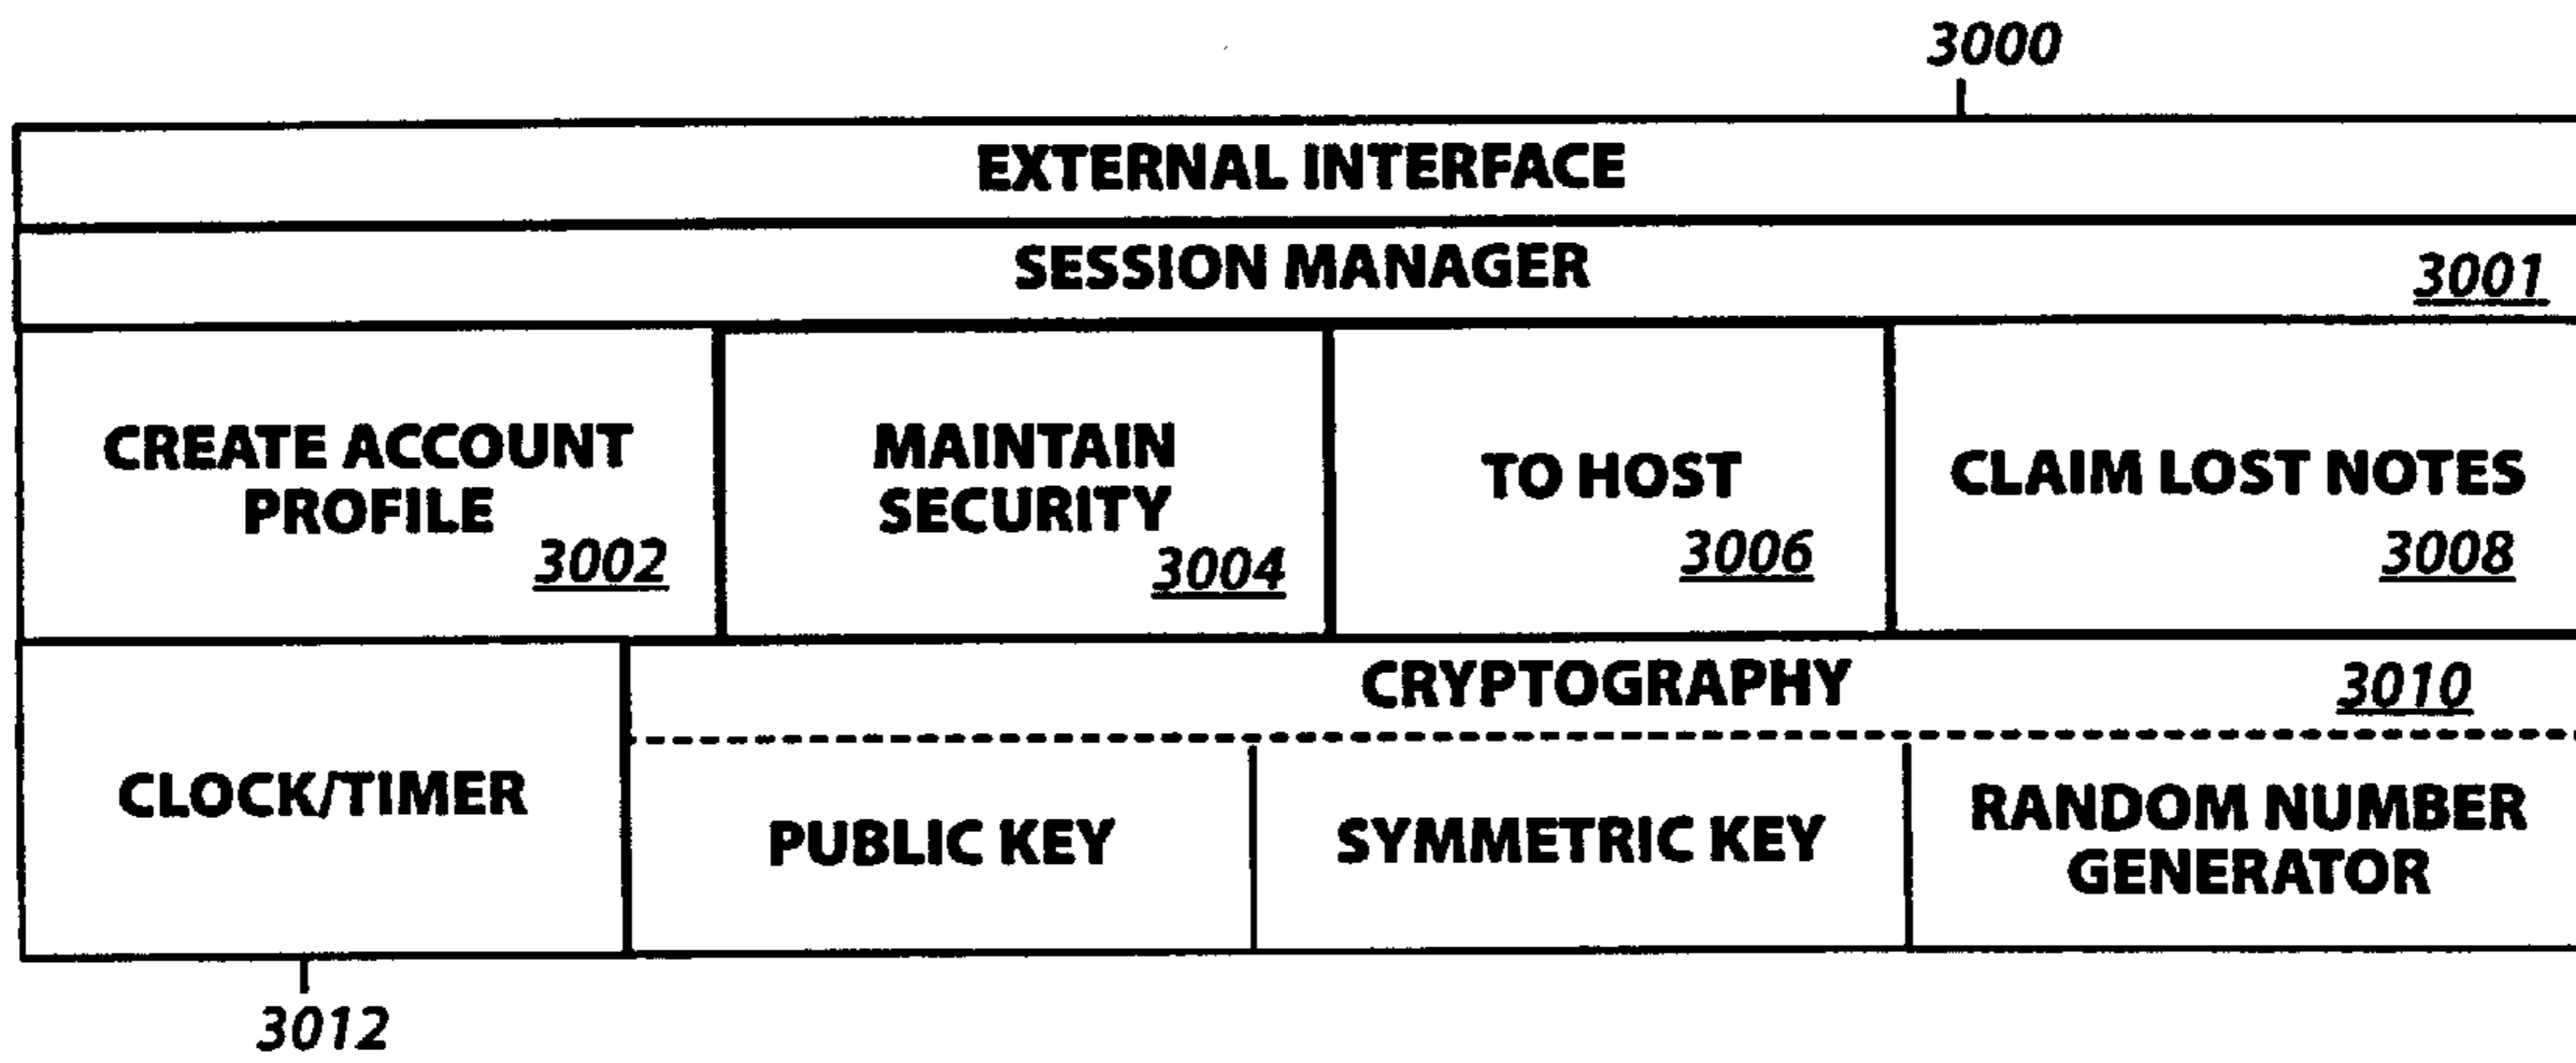 3000
EXTERNAL INTERFACE
SESSION MANAGER
3001
CREATE ACCOUNT
PROFILE
3002
MAINTAIN
SECURITY
3004
TO HOST
3006
CLAIM LOST NOTES
3008
CLOCK/TIMER
CRYPTOGRAPHY
3010
PUBLIC KEY
SYMMETRIC KEY
RANDOM NUMBER
GENERATOR
3012